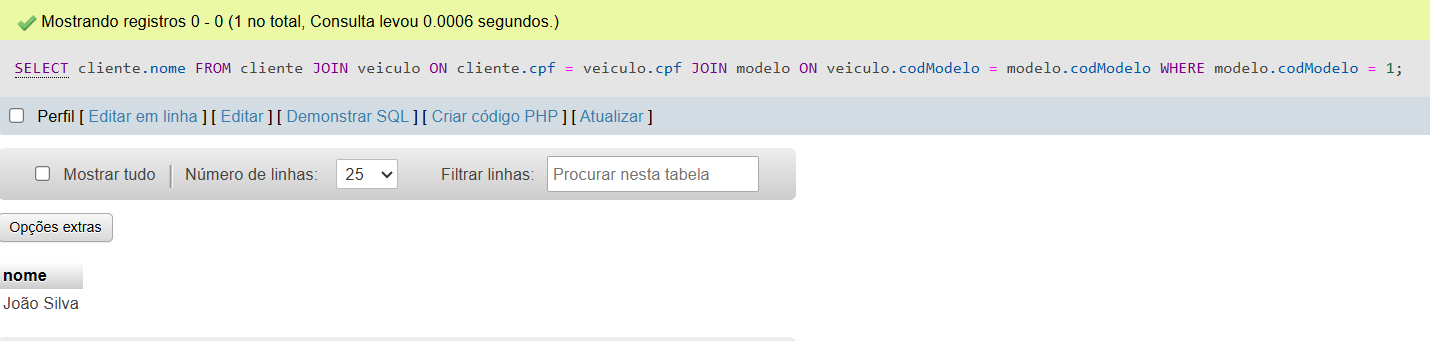 Mostrando registros 0 - 0 (1 no total, Consulta levou 0.0006 segundos.)
SELECT cliente.nome FROM cliente JOIN veiculo ON cliente.cpf = veiculo.cpf JOIN modelo ON veiculo.codModelo = modelo.codModelo WHERE modelo.codModelo = 1;
Perfil [ Editar em linha ] [ Editar ] [ Demonstrar SQL ] [ Criar código PHP ] [ Atualizar ]
Mostrar tudo | Número de linhas: 25 Filtrar linhas: Procurar nesta tabela
Opções extras
nome
João Silva